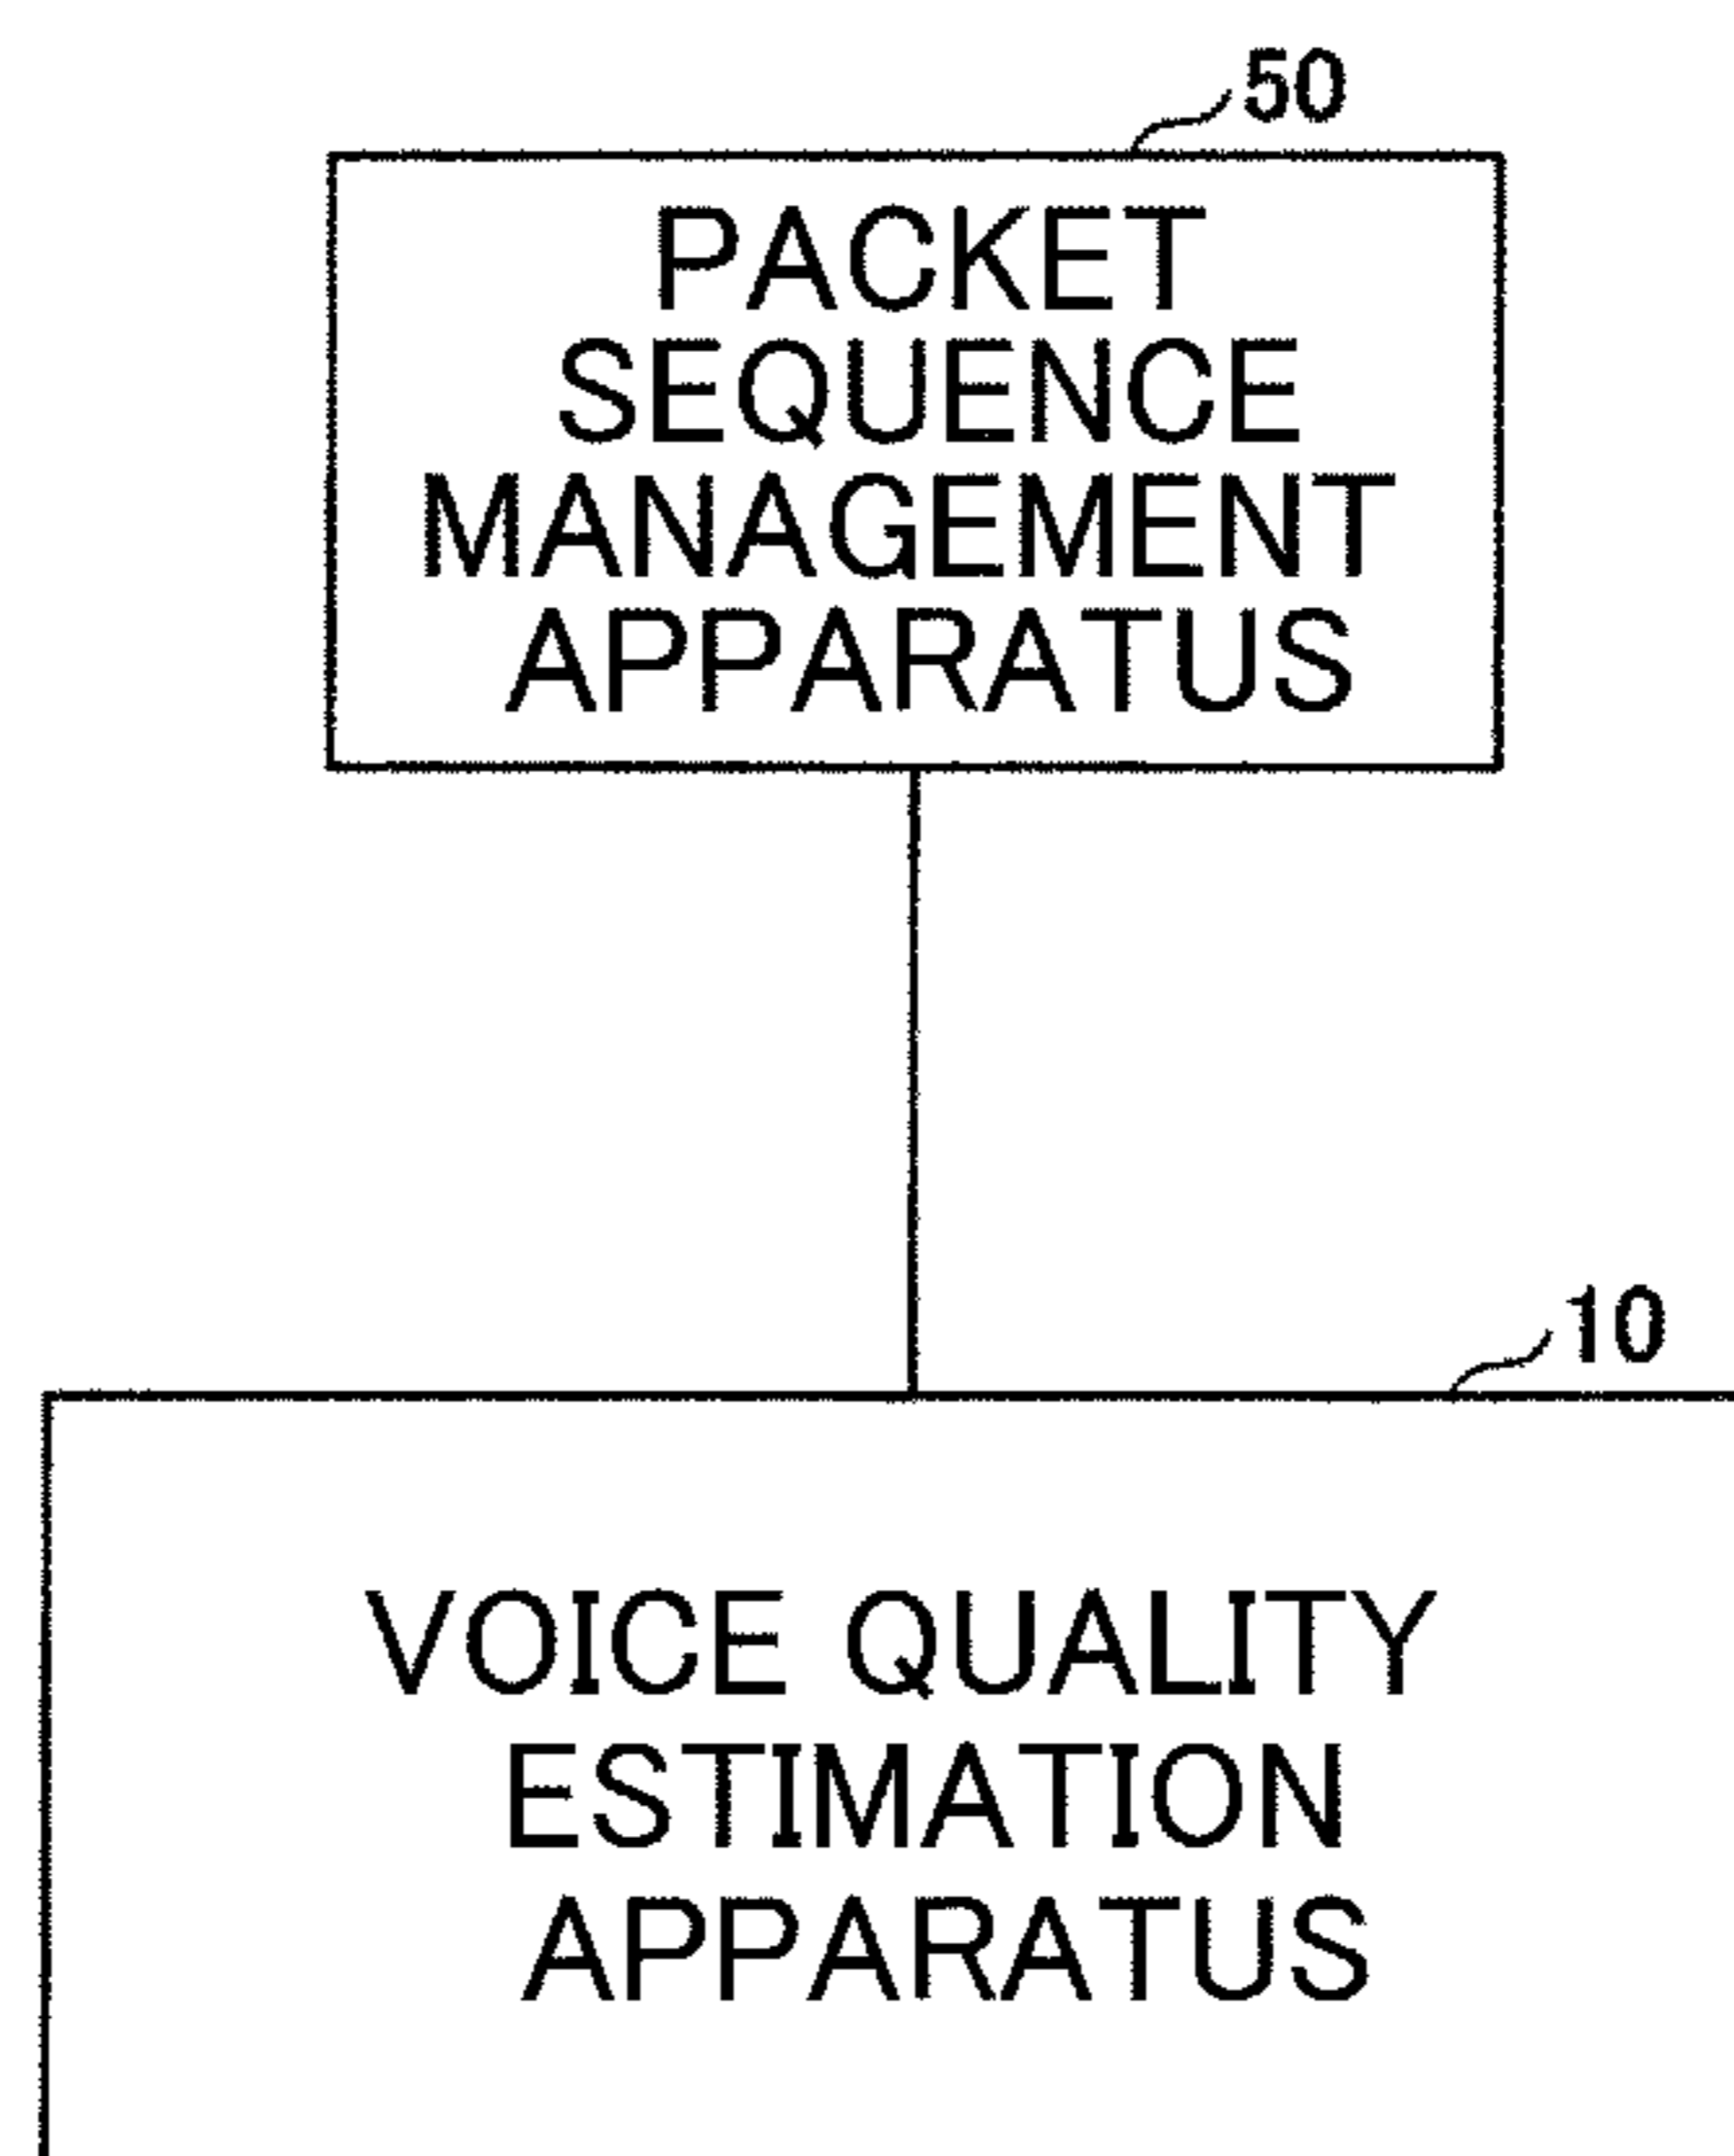 50
PACKET
SEQUENCE
MANAGEMENT
APPARATUS
10
VOICE QUALITY
ESTIMATION
APPARATUS